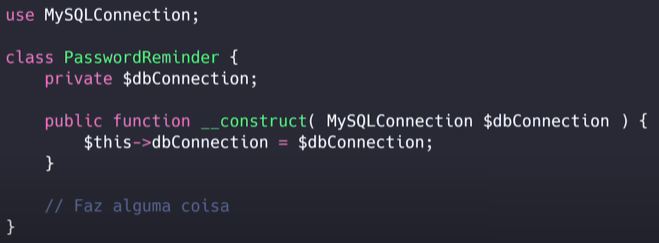 use MySQLConnection;
class PasswordReminder {
private $dbConnection;
public function __construct( MySQLConnection $dbConnection ) {
$this->dbConnection = $dbConnection;
}
// Faz alguma coisa
}